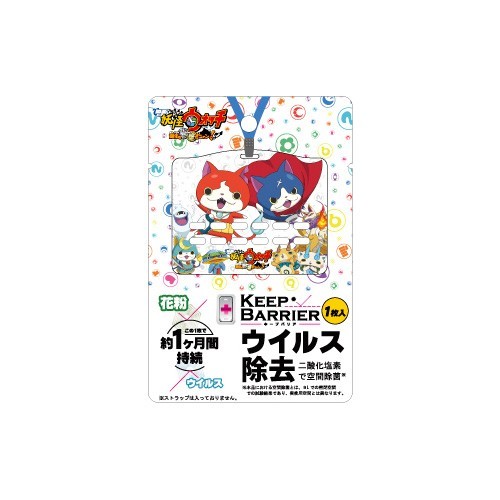 妖怪ウォッチ
花粉
この1枚で
約1ヶ月間
持続
ウイルス
KEEP・
BARRIER
キープバリア
1枚入
ウイルス
除去
二酸化塩素
で空間除菌※
※ストラップは入っておりません。